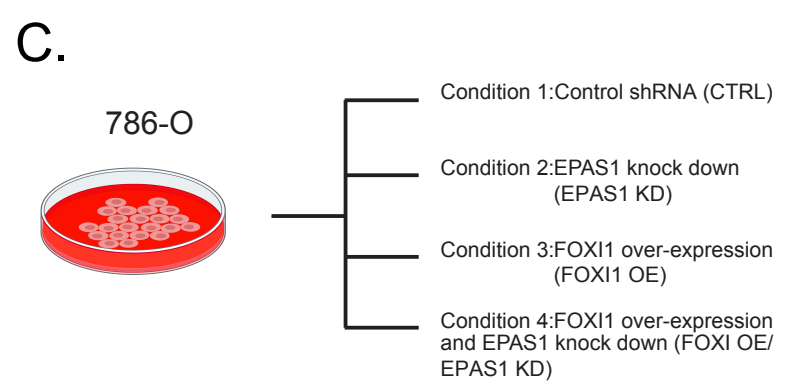 C.
786-O
Condition 1:Control shRNA (CTRL)
Condition 2:EPAS1 knock down
(EPAS1 KD)
Condition 3:FOXI1 over-expression
(FOXI1 OE)
Condition 4:FOXI1 over-expression
and EPAS1 knock down (FOXI OE/
EPAS1 KD)